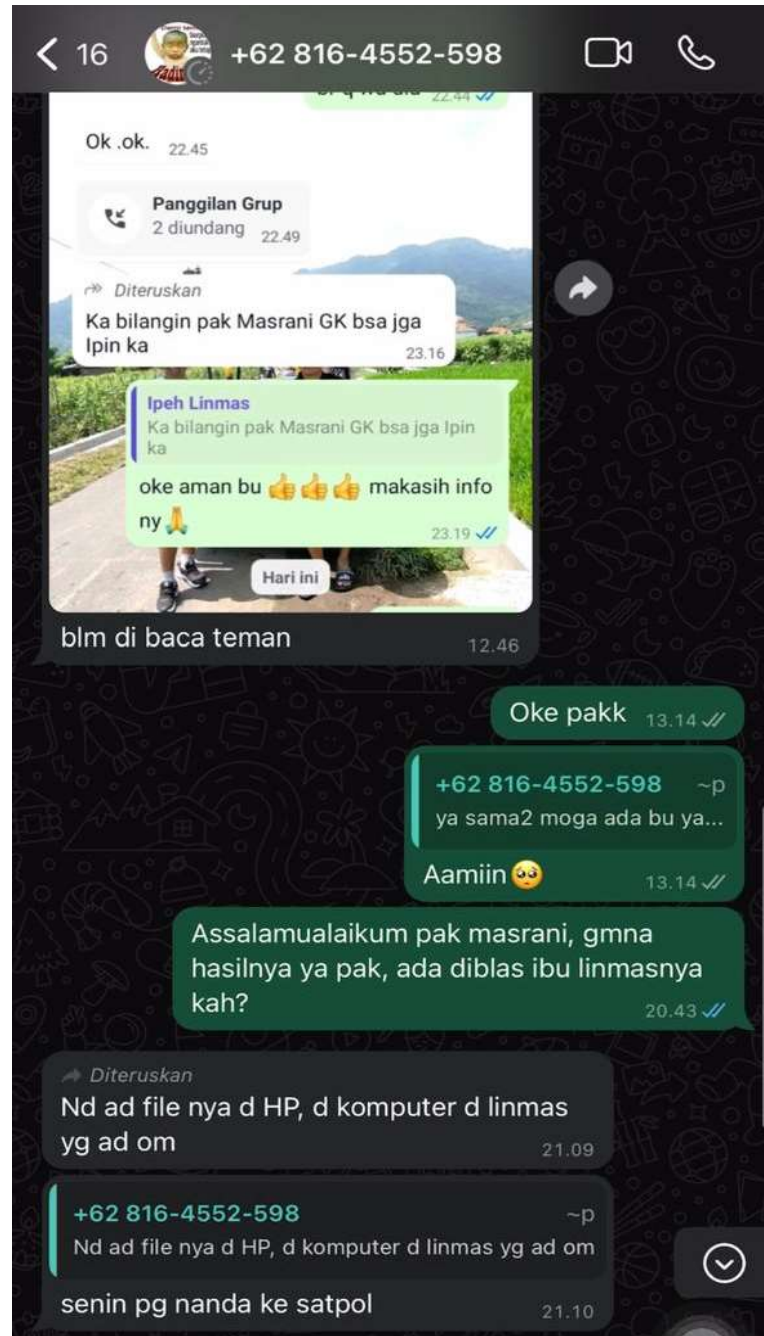 16
+62 816-4552-598
22.44
Ok .ok. 22.45
Panggilan Grup
2 diundang 22.49
Diteruskan
Ka bilangin pak Masrani GK bsa jga
Ipin ka 23.16
Ipeh Linmas
Ka bilangin pak Masrani GK bsa jga Ipin
ka
oke aman bu 👍👍👍 makasih info
ny🙏 23.19
Hari ini
blm di baca teman 12.46
Oke pakk 13.14
+62 816-4552-598 ~p
ya sama2 moga ada bu ya...
Aamiin🥺 13.14
Assalamualaikum pak masrani, gmna
hasilnya ya pak, ada diblas ibu linmasnya
kah? 20.43
Diteruskan
Nd ad file nya d HP, d komputer d linmas
yg ad om 21.09
+62 816-4552-598 ~p
Nd ad file nya d HP, d komputer d linmas yg ad om
senin pg nanda ke satpol 21.10